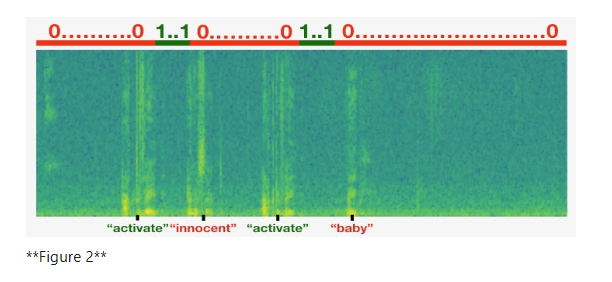 0..........0 1..1 0..........0 1..1 0.............................0
“activate” “innocent” “activate” “baby”
**Figure 2**